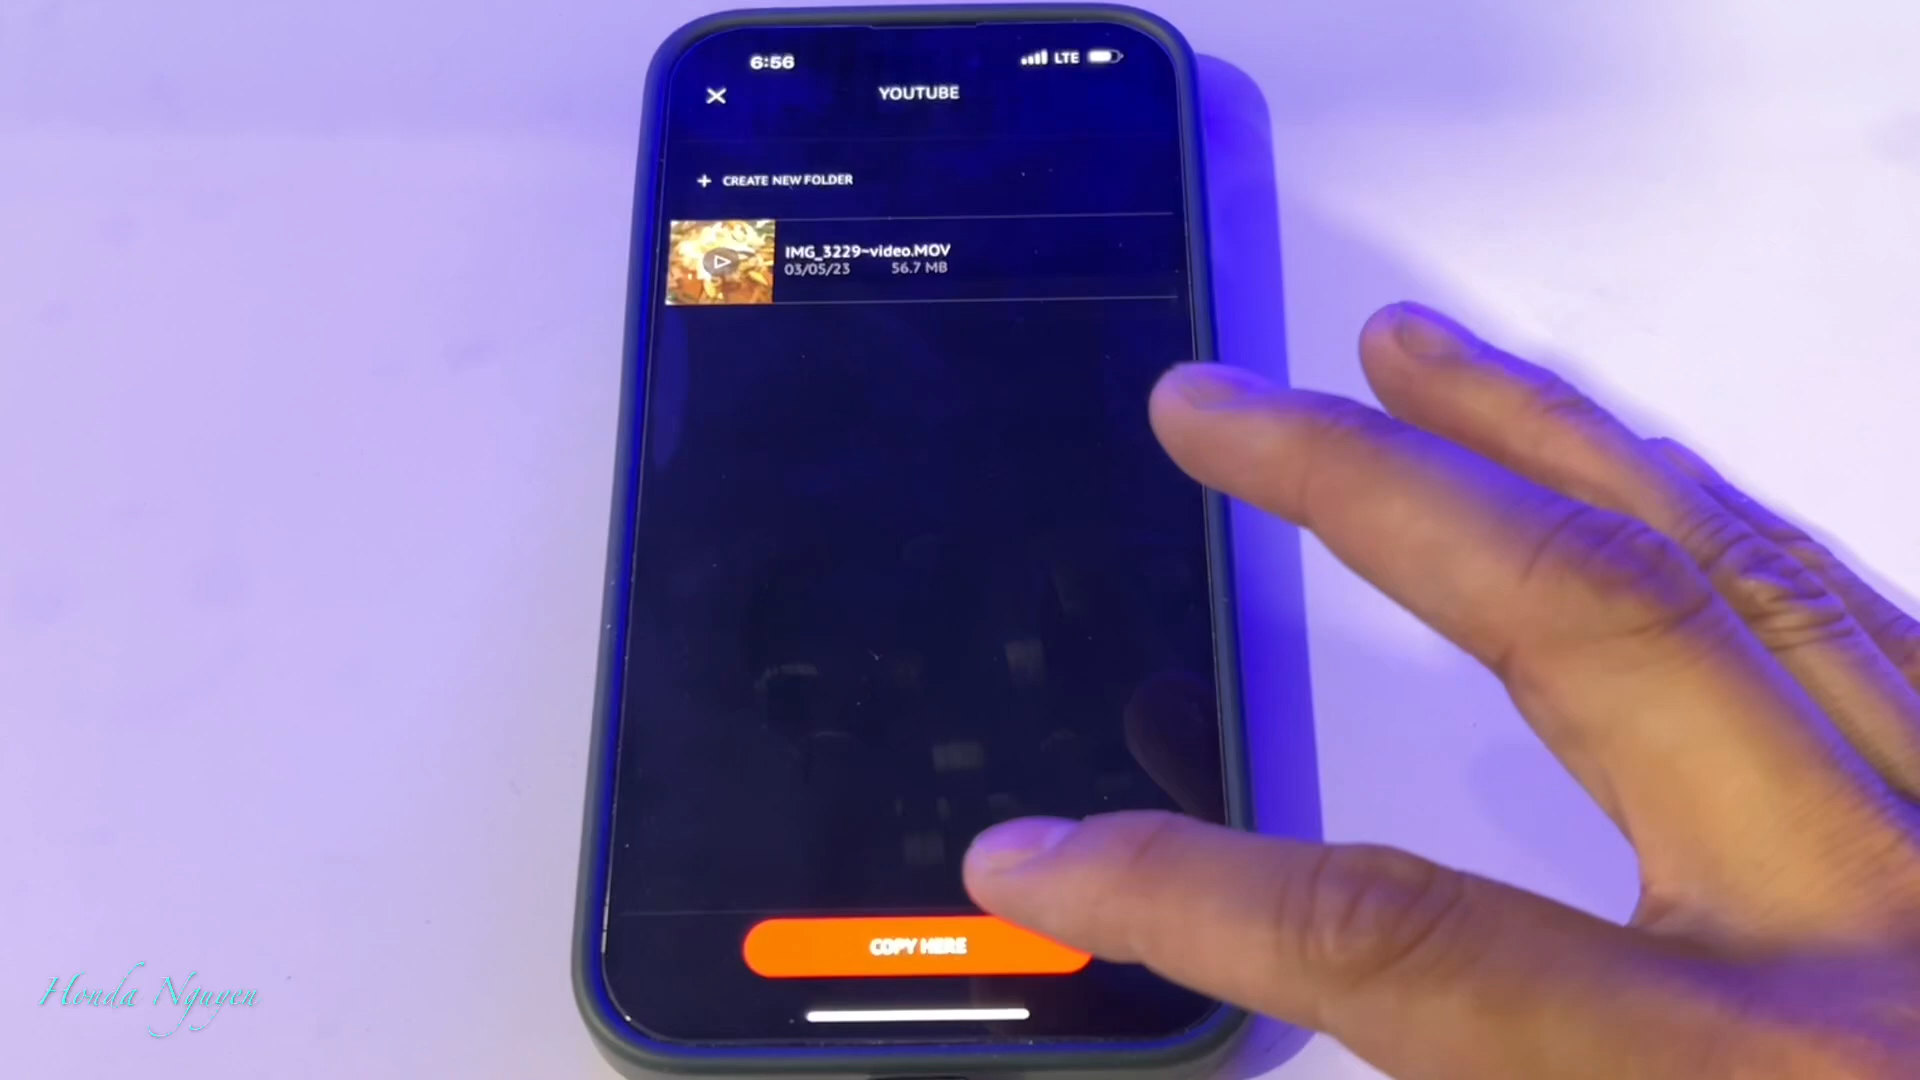 6:56 LTE
YOUTUBE
+ CREATE NEW FOLDER
IMG_3229~video.MOV
03/05/23 56.7 MB
COPY HERE
Honda Nguyen